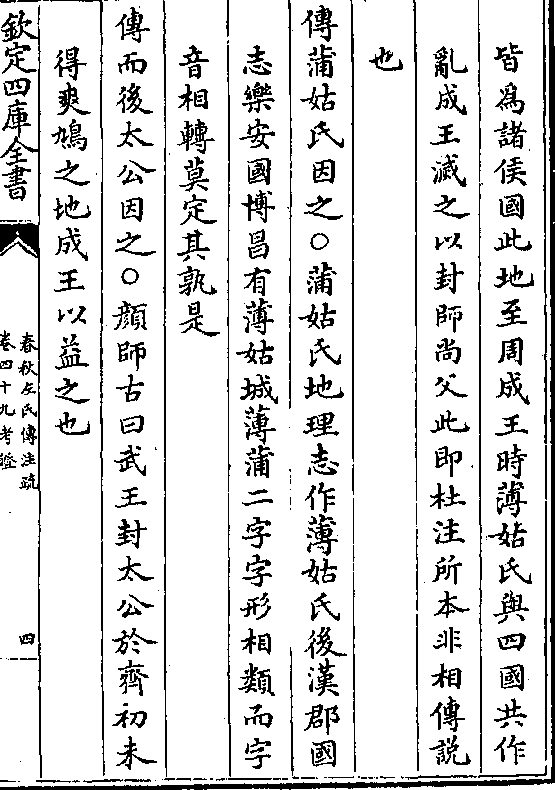 皆為諸侯國此地至周成王時薄姑氏與四國共作
亂成王滅之以封師尚父此即杜注所本非相傳説
也
傳蒲姑氏因之○蒲姑氏地理志作薄姑氏後漢郡國
志樂安國博昌有薄姑城薄蒲二字字形相類而字
音相轉莫定其孰是
傳而後太公因之○顔師古曰武王封太公於齊初未
得爽鳩之地成王以益之也
欽定四庫全書
春秋左氏傳注疏
卷四十九考證
四